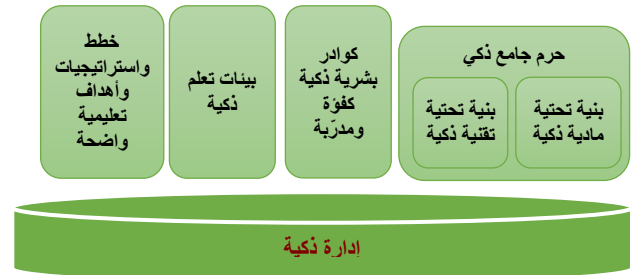 حرم جامع ذكي
بنية تحتية
مادية ذكية
بنية تحتية
تقنية ذكية
كوادر
بشرية ذكية
كفؤة
ومدرّبة
بيئات تعلم
ذكية
خطط
واستراتيجيات
وأهداف
تعليمية
واضحة
إدارة ذكية